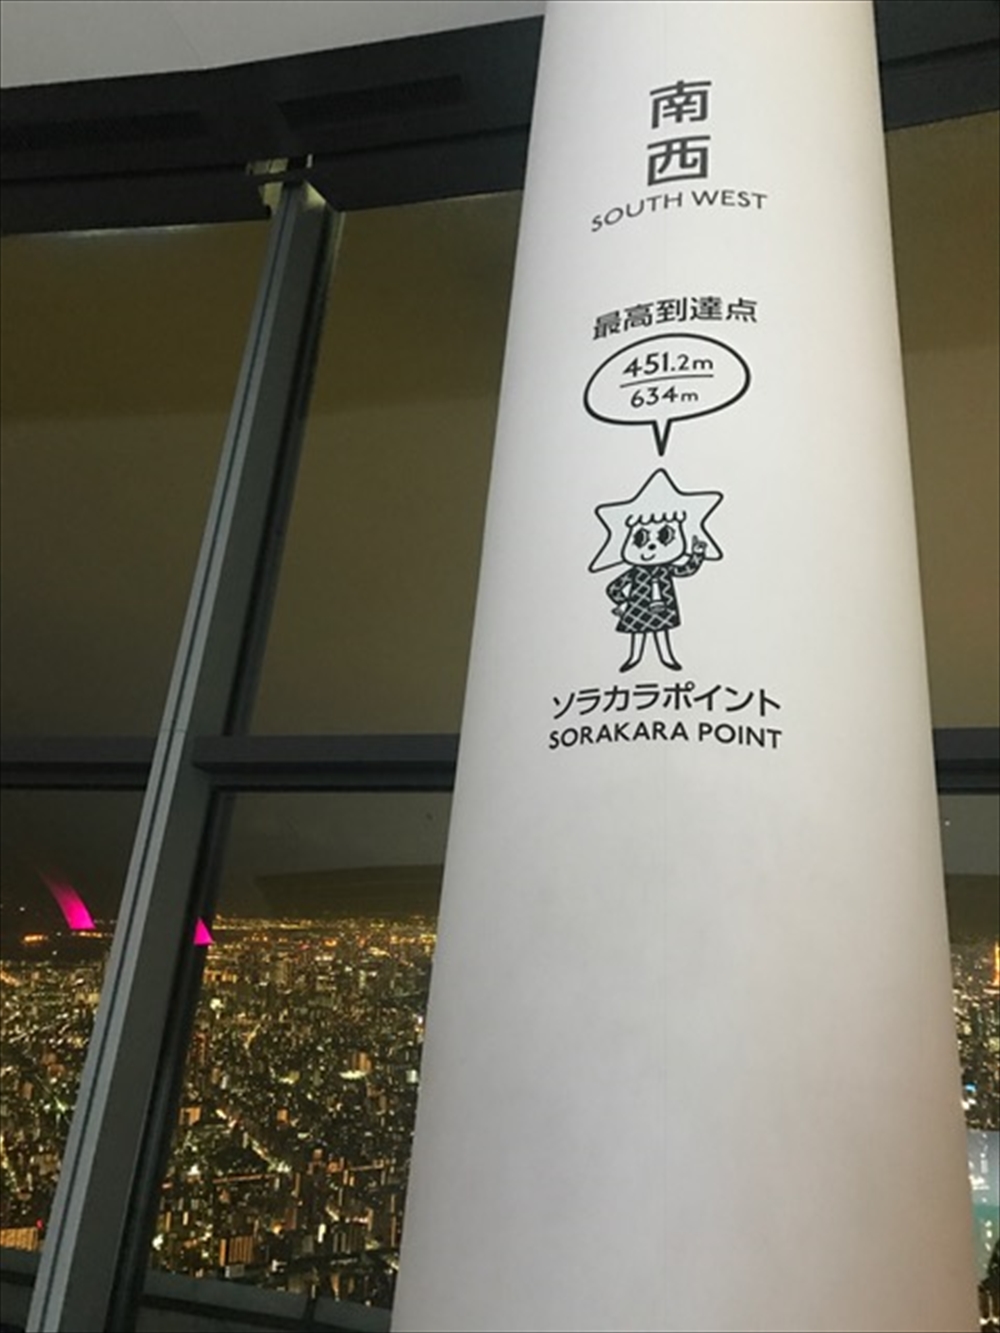 南
西
SOUTH WEST
最高到達点
451.2m
634m
ソラカラポイント
SORAKARA POINT